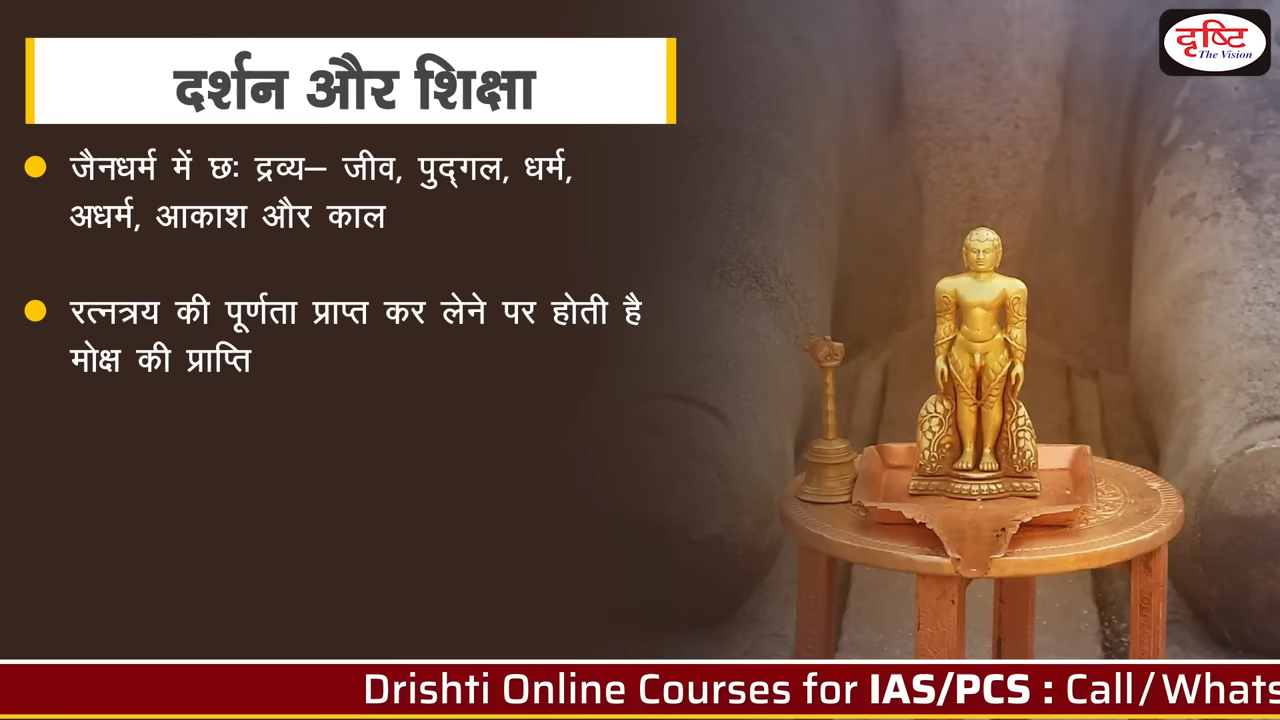 दृष्टि
The Vision
दर्शन और शिक्षा
जैनधर्म में छः द्रव्य– जीव, पुद्‌गल, धर्म,
अधर्म, आकाश और काल
रत्नत्रय की पूर्णता प्राप्त कर लेने पर होती है
मोक्ष की प्राप्ति
Drishti Online Courses for IAS/PCS : Call/Whats